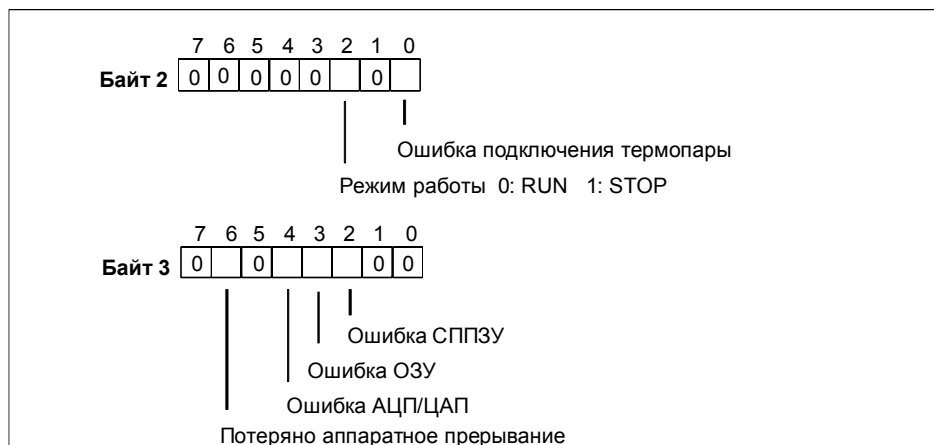 7 6 5 4 3 2 1 0
Байт 2 0 0 0 0 0 0
Ошибка подключения термопары
Режим работы 0: RUN 1: STOP
7 6 5 4 3 2 1 0
Байт 3 0 0 0 0
Ошибка СППЗУ
Ошибка ОЗУ
Ошибка АЦП/ЦАП
Потеряно аппаратное прерывание